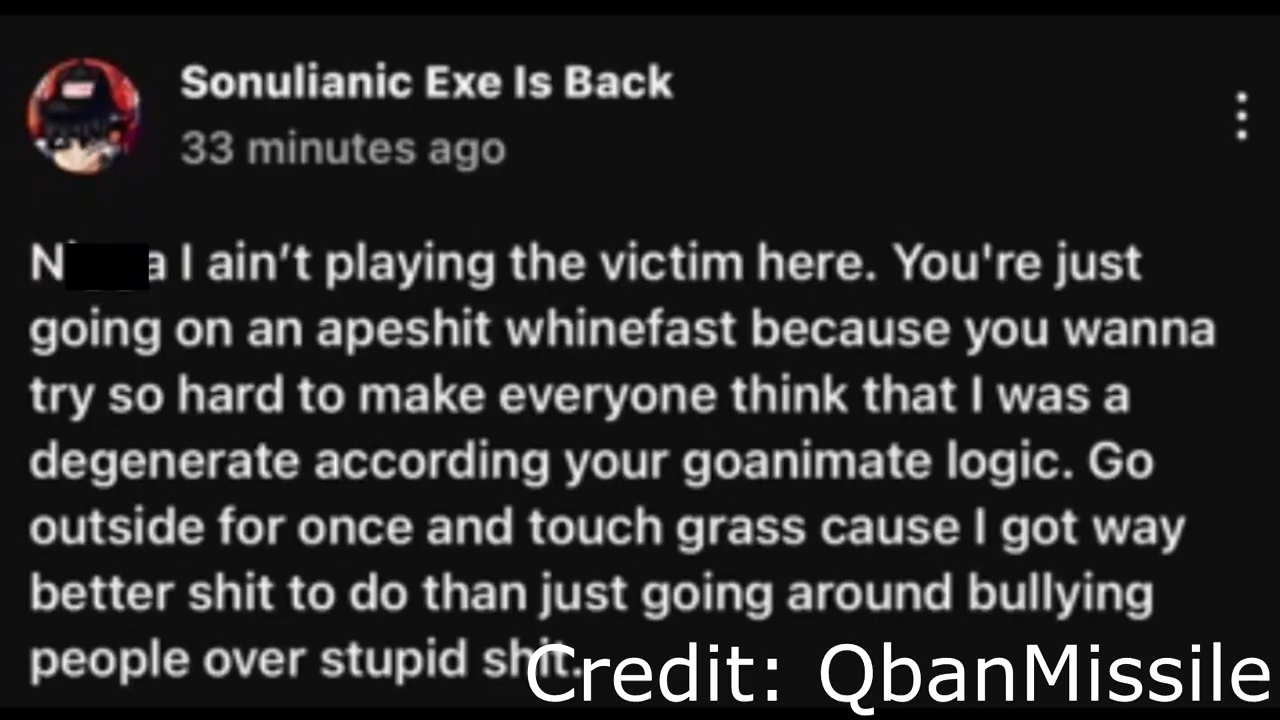 Sonulianic Exe Is Back
33 minutes ago
N a I ain't playing the victim here. You're just
going on an apeshit whinefast because you wanna
try so hard to make everyone think that I was a
degenerate according your goanimate logic. Go
outside for once and touch grass cause I got way
better shit to do than just going around bullying
people over stupid shit.
Credit: QbanMissile